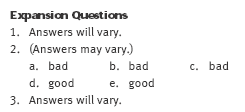 Expansion Questions
1. Answers will vary.
2. (Answers may vary.)
a. bad b. bad c. bad
d. good e. good
3. Answers will vary.